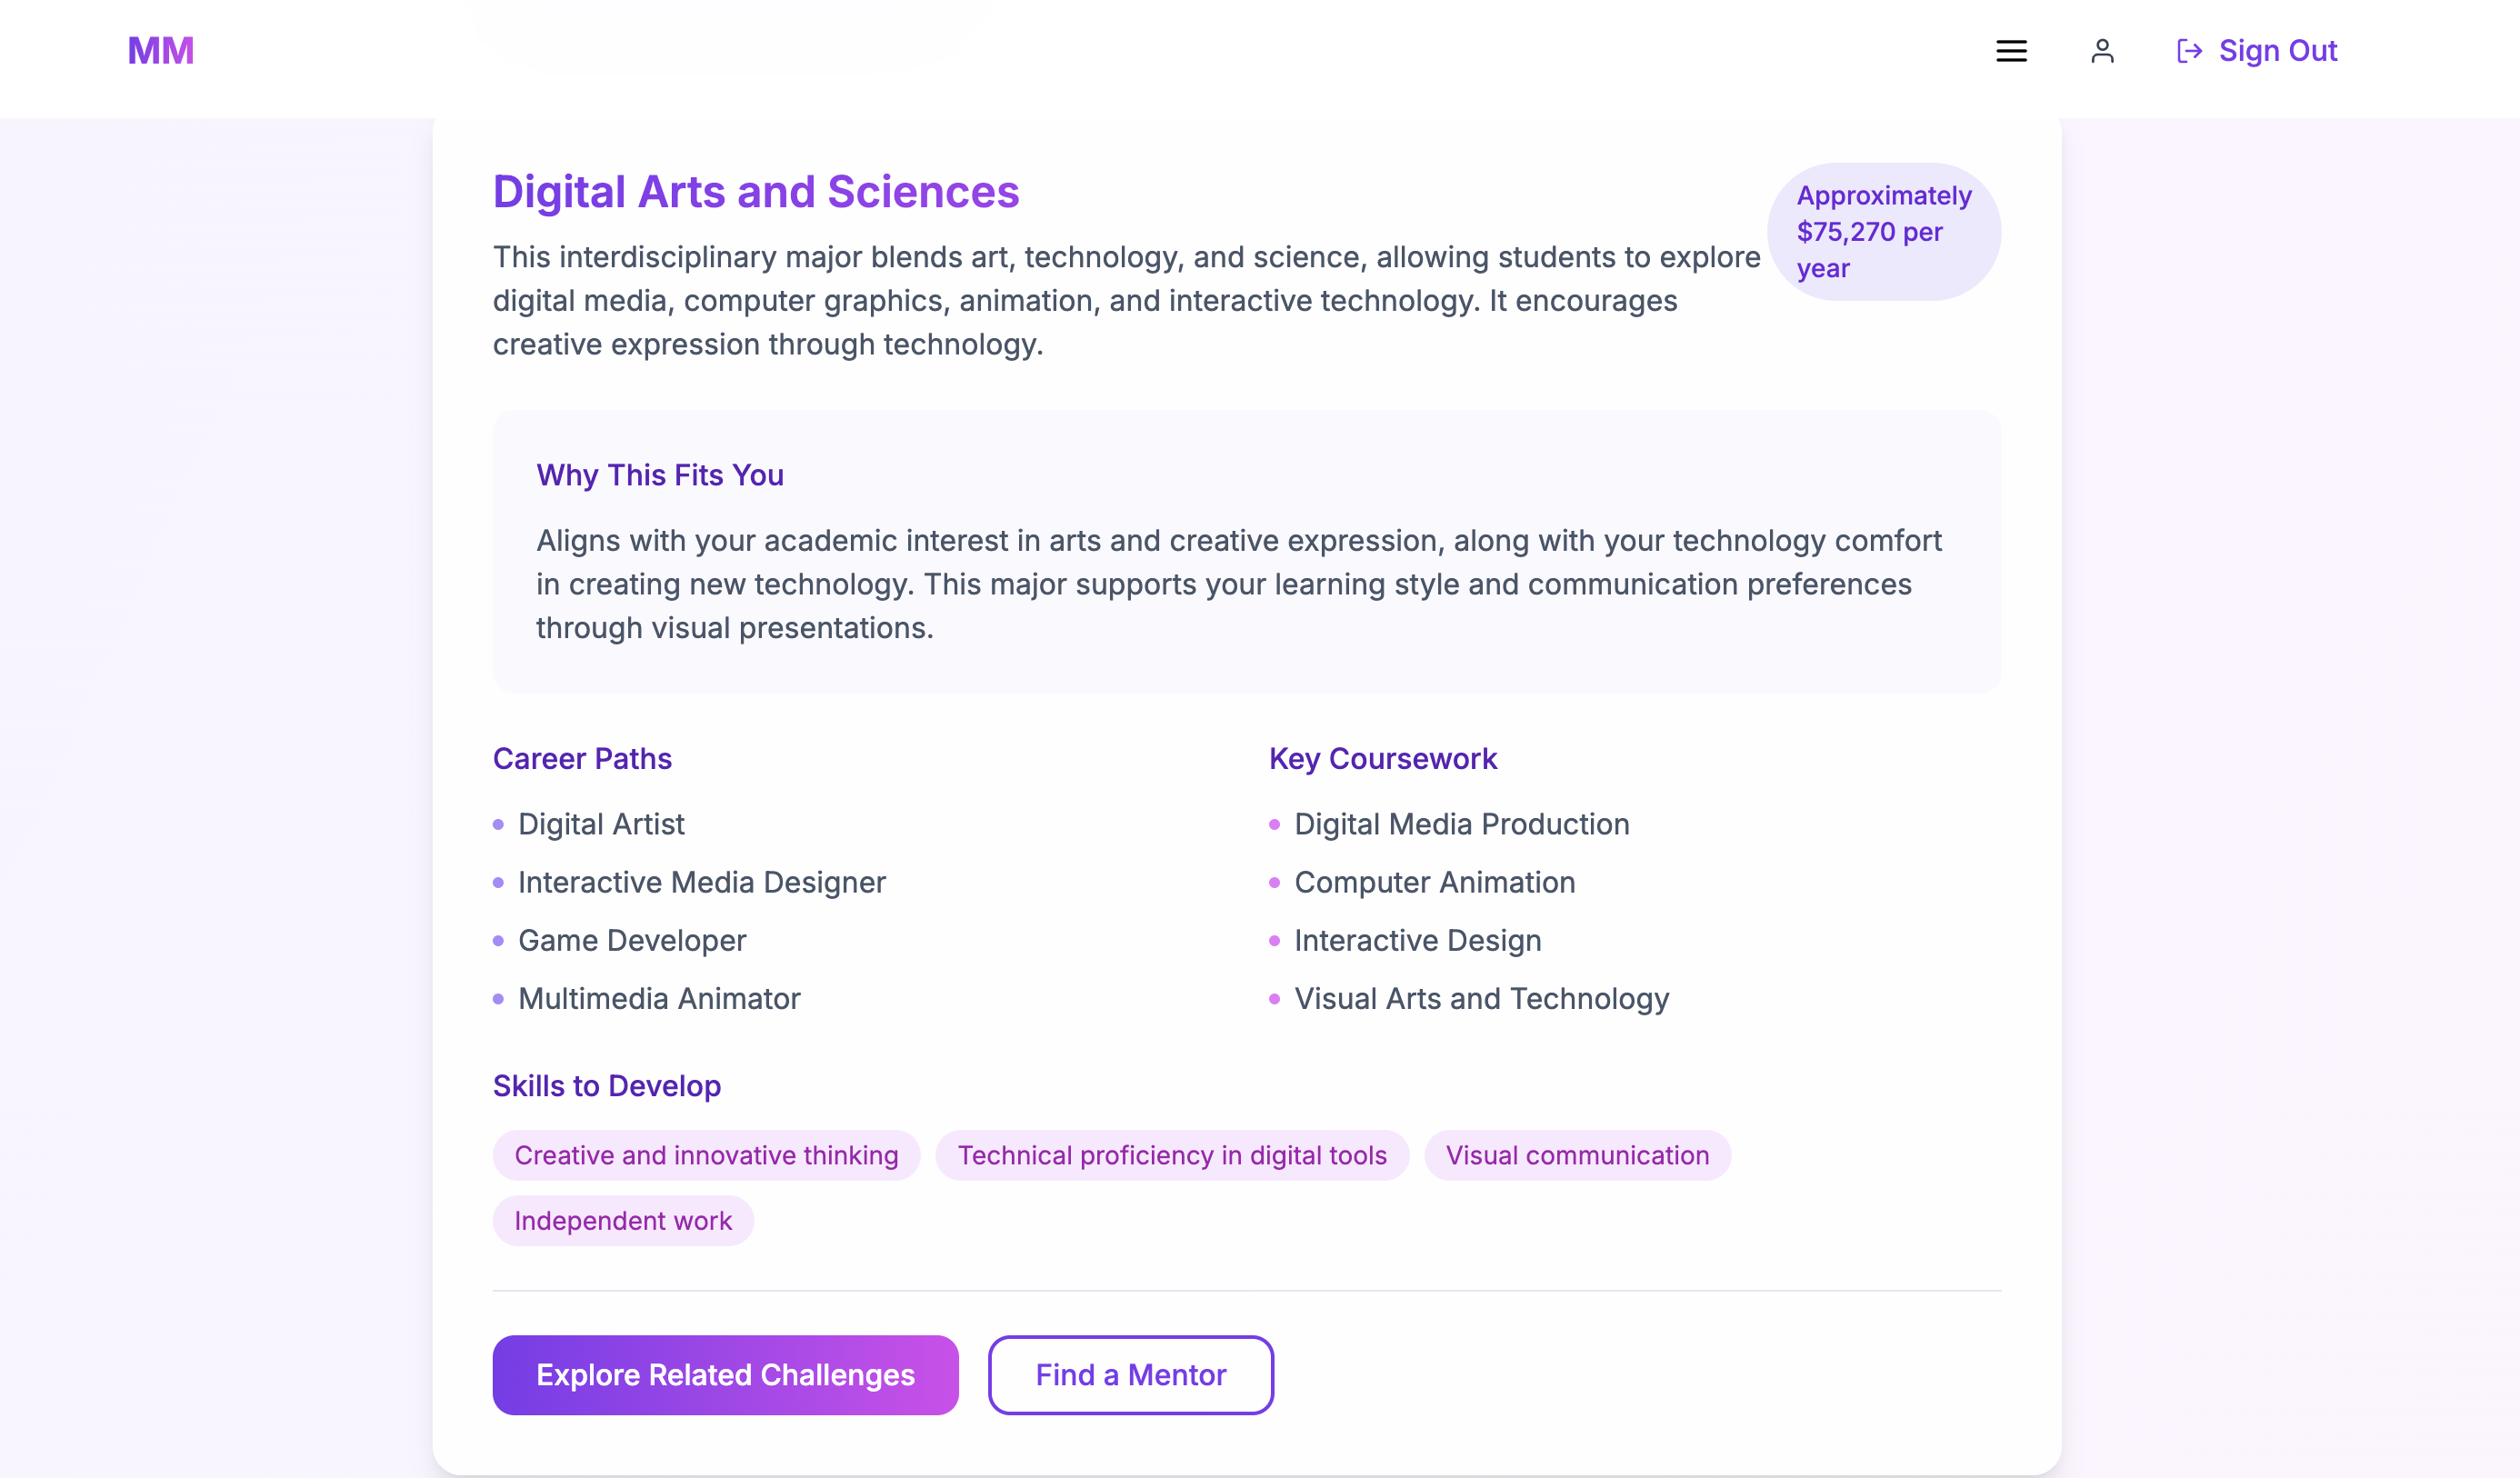 MM
Sign Out
Digital Arts and Sciences
Approximately
$75,270 per
year
This interdisciplinary major blends art, technology, and science, allowing students to explore
digital media, computer graphics, animation, and interactive technology. It encourages
creative expression through technology.
Why This Fits You
Aligns with your academic interest in arts and creative expression, along with your technology comfort
in creating new technology. This major supports your learning style and communication preferences
through visual presentations.
Career Paths
Digital Artist
Interactive Media Designer
Game Developer
Multimedia Animator
Key Coursework
Digital Media Production
Computer Animation
Interactive Design
Visual Arts and Technology
Skills to Develop
Creative and innovative thinking
Technical proficiency in digital tools
Visual communication
Independent work
Explore Related Challenges
Find a Mentor